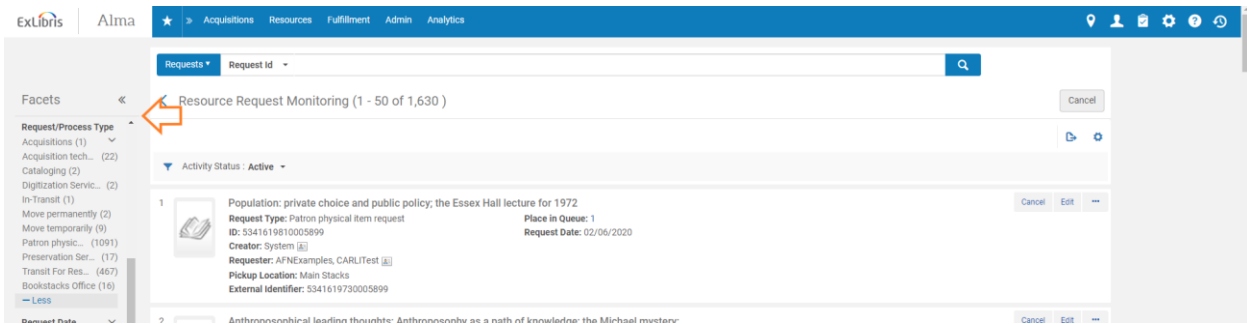 ExLibris Alma
» Acquisitions Resources Fulfillment Admin Analytics
Requests Request Id
Facets «
Resource Request Monitoring (1 - 50 of 1,630 )
Cancel
Request/Process Type
Acquisitions (1)
Acquisition tech... (22)
Cataloging (2)
Digitization Servic... (2)
In-Transit (1)
Move permanently (2)
Move temporarily (9)
Patron physic... (1091)
Preservation Ser... (17)
Transit For Res... (467)
Bookstacks Office (16)
Less
Request Date
Activity Status : Active
1 Population: private choice and public policy; the Essex Hall lecture for 1972
Cancel Edit ...
Request Type: Patron physical item request
Place in Queue: 1
ID: 5341619810005899
Request Date: 02/06/2020
Creator: System
Requester: AFNExamples, CARLITest
Pickup Location: Main Stacks
External Identifier: 5341619730005899
2 Anthroposophical leading thoughts: Anthroposophy as a path of knowledge: the Michael mystery:
Cancel Edit ...